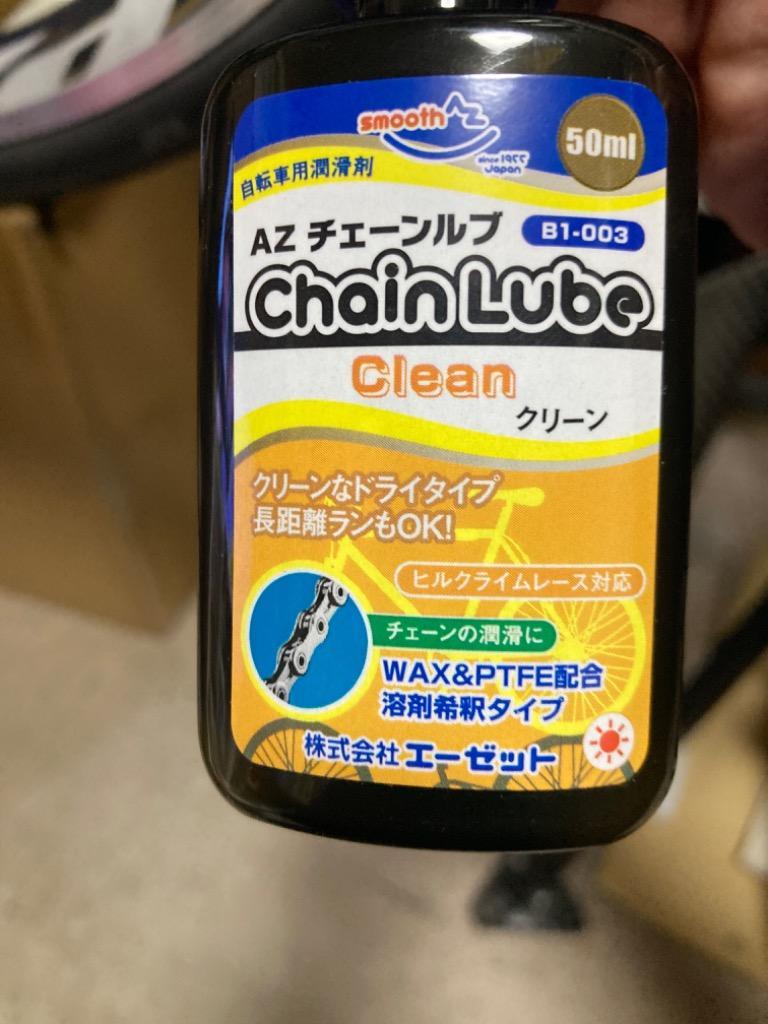 smooth AZ
since 1955
Japan
50ml
自転車用潤滑剤
AZ チェーンルブ
B1-003
Chain Lube
Clean
クリーン
クリーンなドライタイプ
長距離ランもOK!
ヒルクライムレース対応
チェーンの潤滑に
WAX&PTFE配合
溶剤希釈タイプ
株式会社 エーゼット